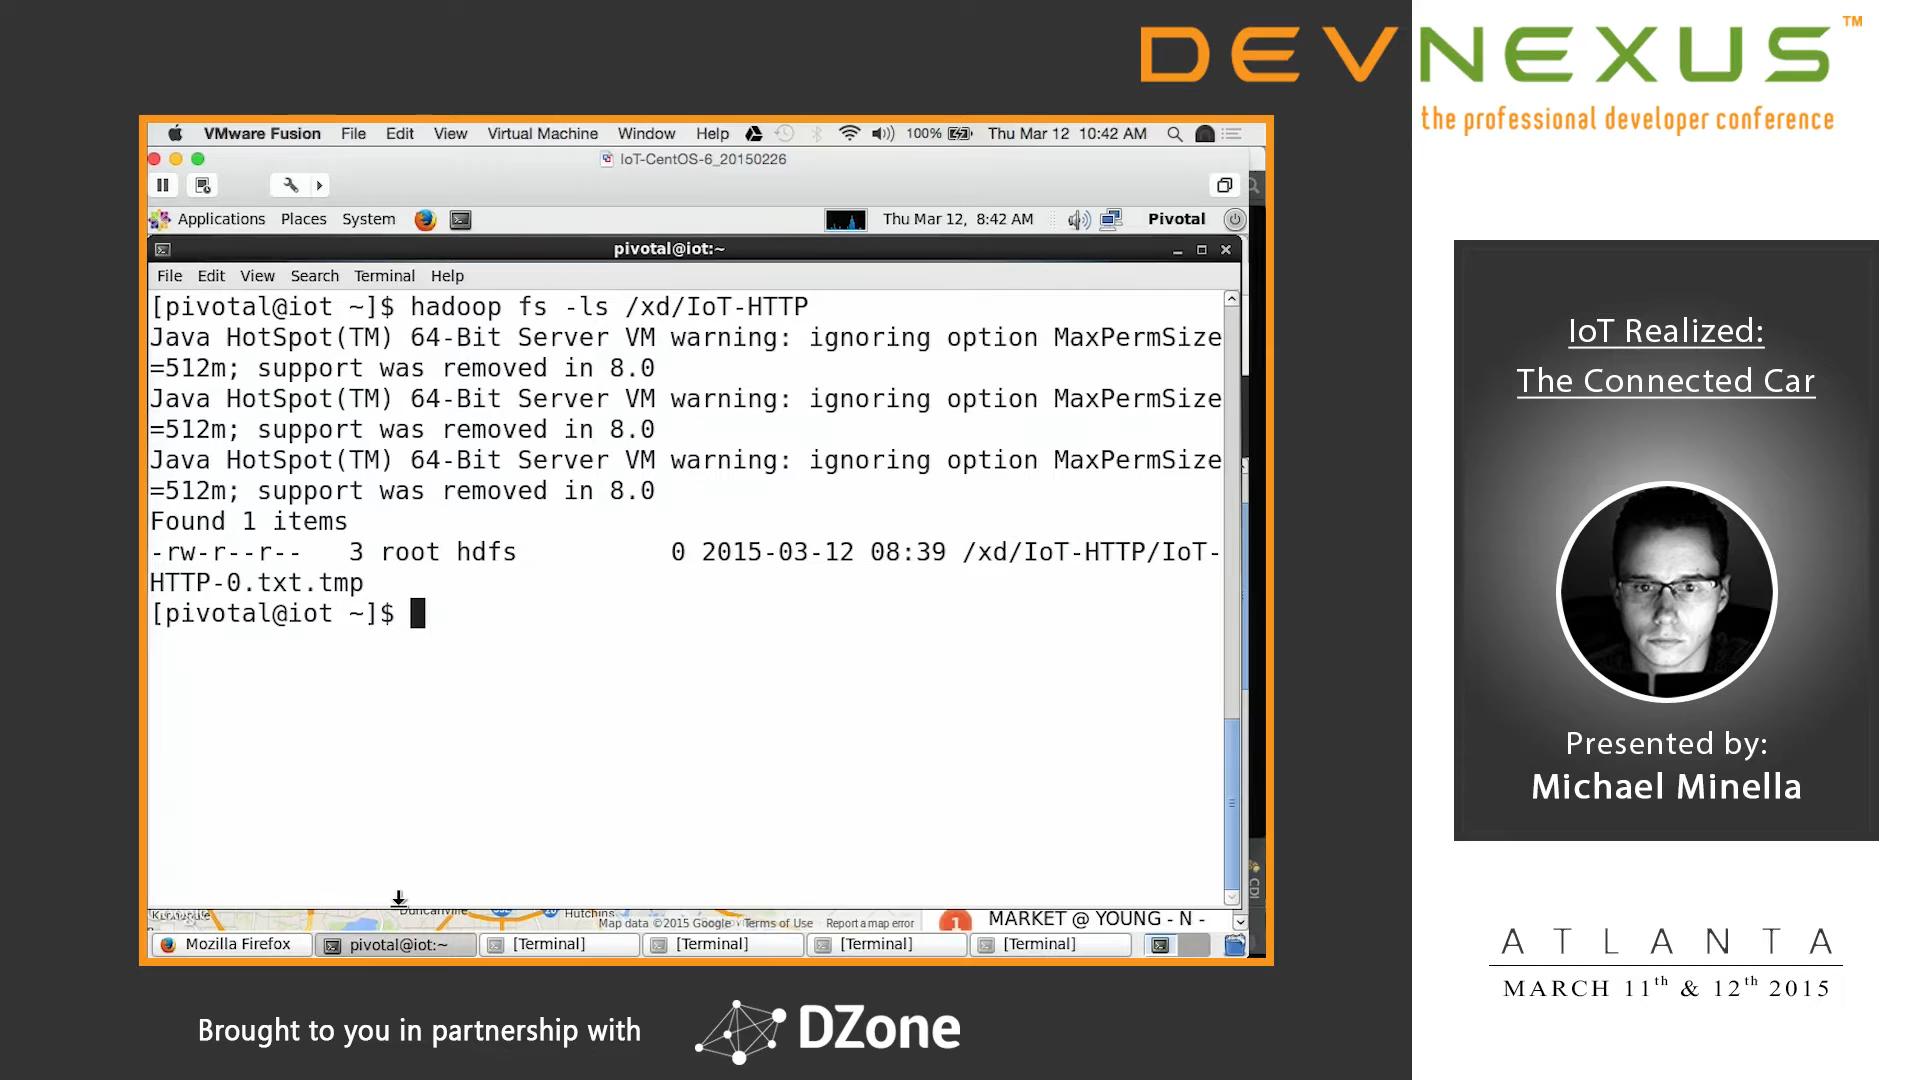 DEVNEXUS™
the professional developer conference
VMware Fusion File Edit View Virtual Machine Window Help 100% Thu Mar 12 10:42 AM
IoT-CentOS-6_20150226
Applications Places System Thu Mar 12, 8:42 AM Pivotal
pivotal@iot:~
File Edit View Search Terminal Help
[pivotal@iot ~]$ hadoop fs -ls /xd/IoT-HTTP
Java HotSpot(TM) 64-Bit Server VM warning: ignoring option MaxPermSize
=512m; support was removed in 8.0
Java HotSpot(TM) 64-Bit Server VM warning: ignoring option MaxPermSize
=512m; support was removed in 8.0
Java HotSpot(TM) 64-Bit Server VM warning: ignoring option MaxPermSize
=512m; support was removed in 8.0
Found 1 items
-rw-r--r-- 3 root hdfs 0 2015-03-12 08:39 /xd/IoT-HTTP/IoT-
HTTP-0.txt.tmp
[pivotal@iot ~]$
Duncanville Hutchins Map data ©2015 Google Terms of Use Report a map error 1 MARKET @ YOUNG - N -
Mozilla Firefox pivotal@iot:~ [Terminal] [Terminal] [Terminal] [Terminal]
IoT Realized:
The Connected Car
Presented by:
Michael Minella
ATLANTA
MARCH 11th & 12th 2015
Brought to you in partnership with DZone